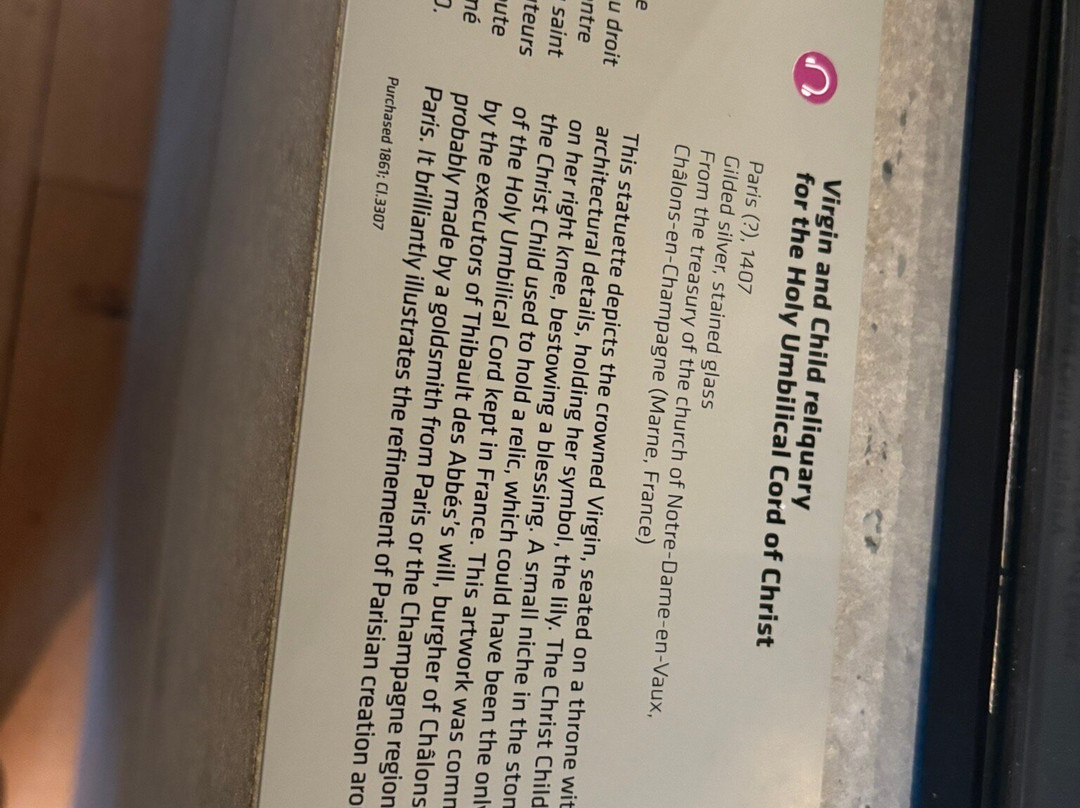 u droit
ntre
saint
teurs
ute
né
Virgin and Child reliquary
for the Holy Umbilical Cord of Christ
Paris (?), 1407
Gilded silver, stained glass
From the treasury of the church of Notre-Dame-en-Vaux,
Châlons-en-Champagne (Marne, France)
This statuette depicts the crowned Virgin, seated on a throne wit
architectural details, holding her symbol, the lily. The Christ Child
on her right knee, bestowing a blessing. A small niche in the ston
the Christ Child used to hold a relic, which could have been the onl
of the Holy Umbilical Cord kept in France. This artwork was comm
by the executors of Thibault des Abbés's will, burgher of Châlons
probably made by a goldsmith from Paris or the Champagne region
Paris. It brilliantly illustrates the refinement of Parisian creation aro
Purchased 1861; Cl.3307